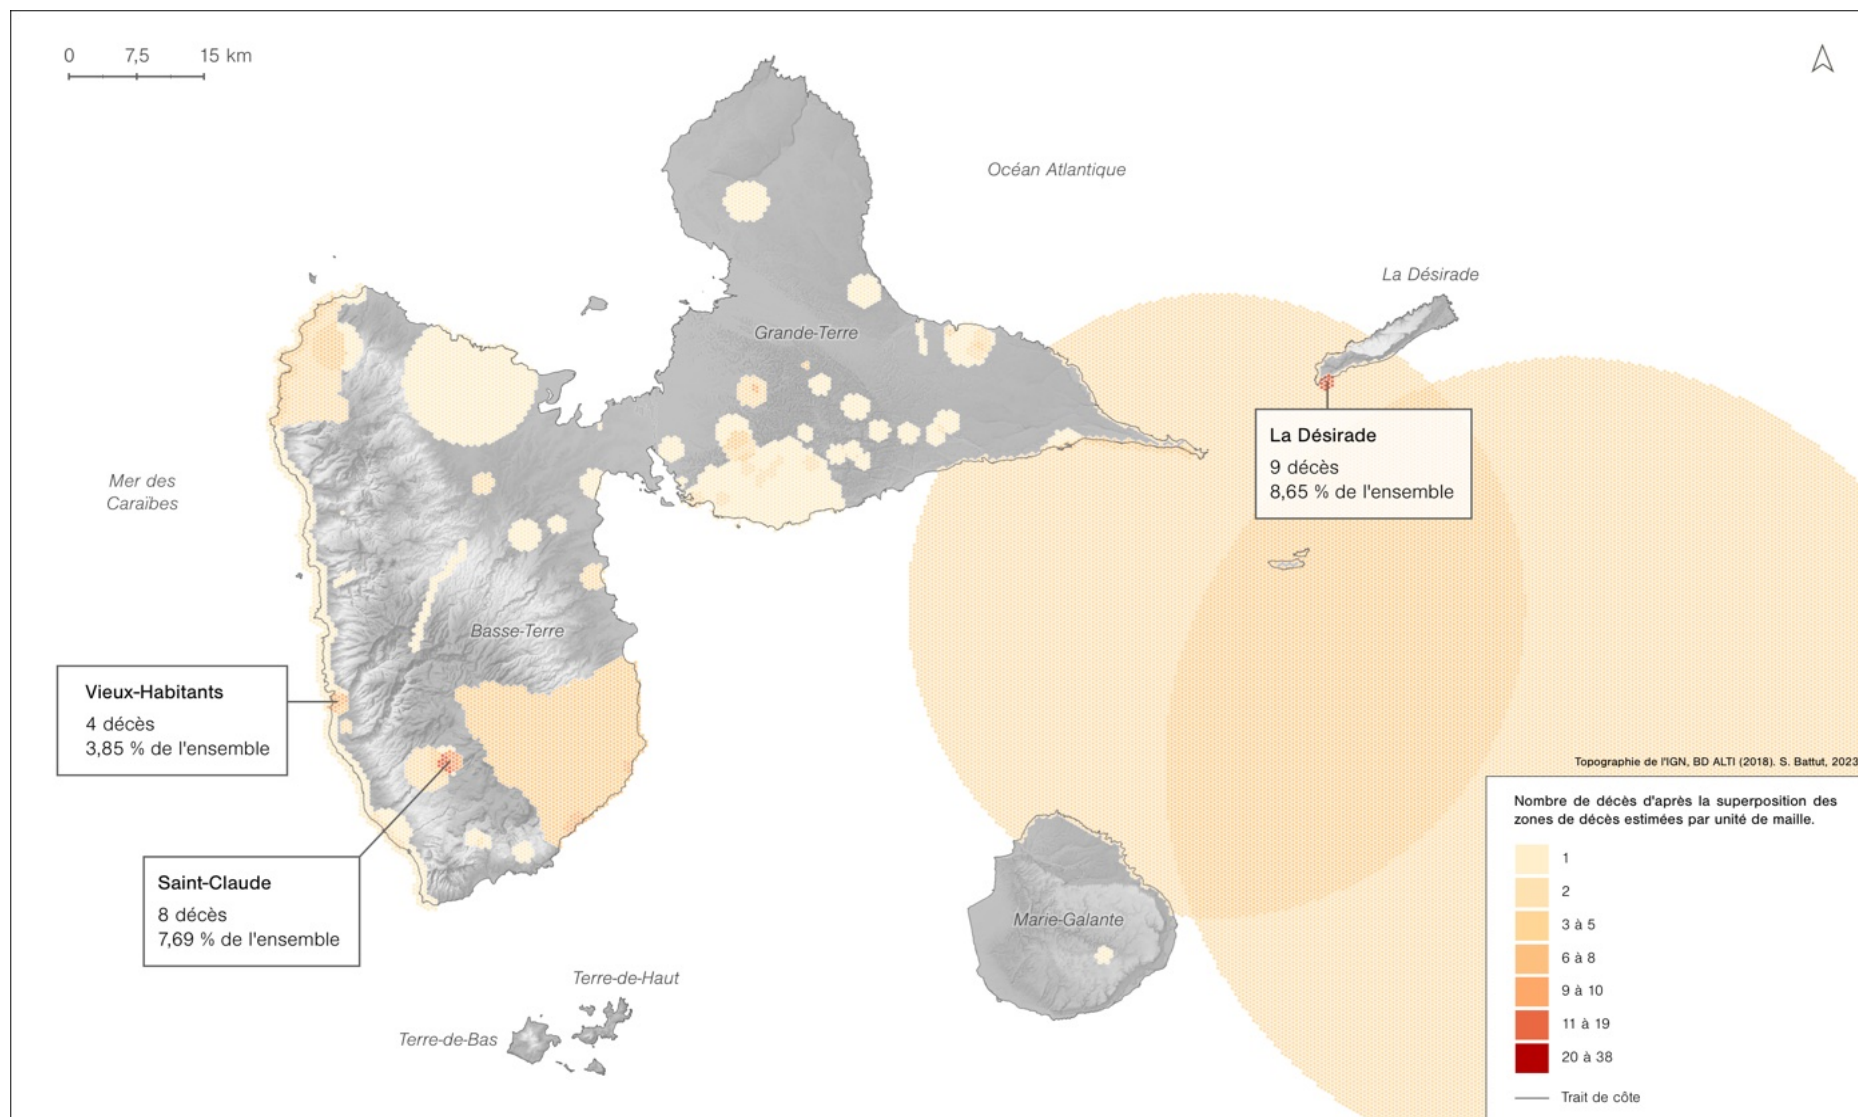 0 7,5 15 km
Océan Atlantique
La Désirade
Grande-Terre
La Désirade
9 décès
8,65 % de l'ensemble
Mer des
Caraïbes
Basse-Terre
Vieux-Habitants
4 décès
3,85 % de l'ensemble
Saint-Claude
8 décès
7,69 % de l'ensemble
Marie-Galante
Terre-de-Haut
Terre-de-Bas
Topographie de l'IGN, BD ALTI (2018). S. Battut, 2023
Nombre de décès d'après la superposition des
zones de décès estimées par unité de maille.
1
2
3 à 5
6 à 8
9 à 10
11 à 19
20 à 38
Trait de côte